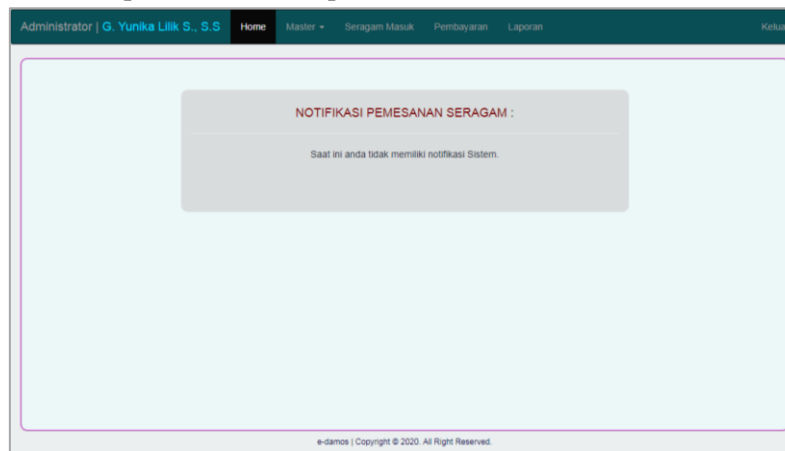 Administrator | G. Yunika Lilik S., S.S Home Master Seragam Masuk Pembayaran Laporan
NOTIFIKASI PEMESANAN SERAGAM :
Saat ini anda tidak memiliki notifikasi Sistem.
e-damos | Copyright © 2020. All Right Reserved.